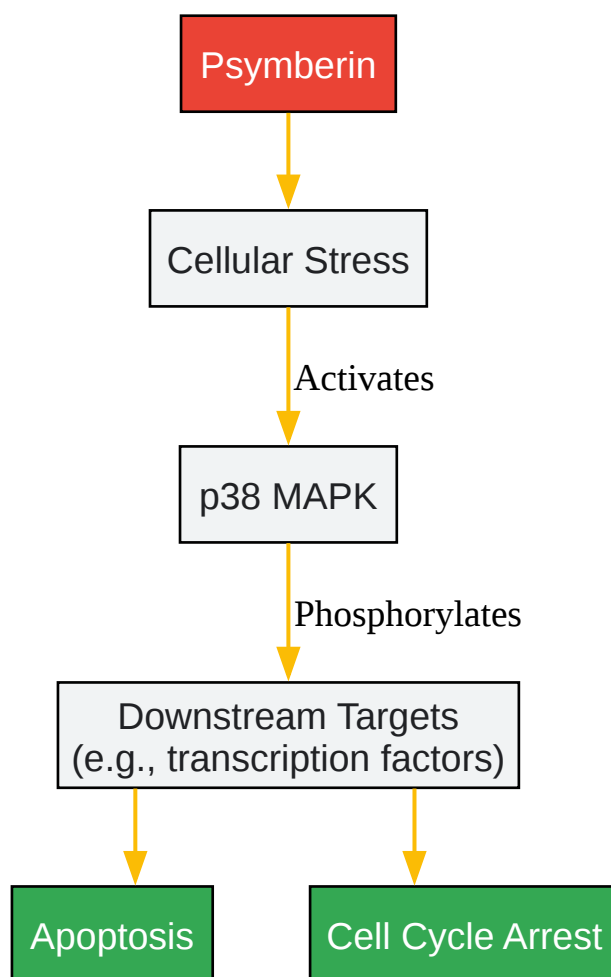 Psymberin
Cellular Stress
Activates
p38 MAPK
Phosphorylates
Downstream Targets
(e.g., transcription factors)
Apoptosis
Cell Cycle Arrest